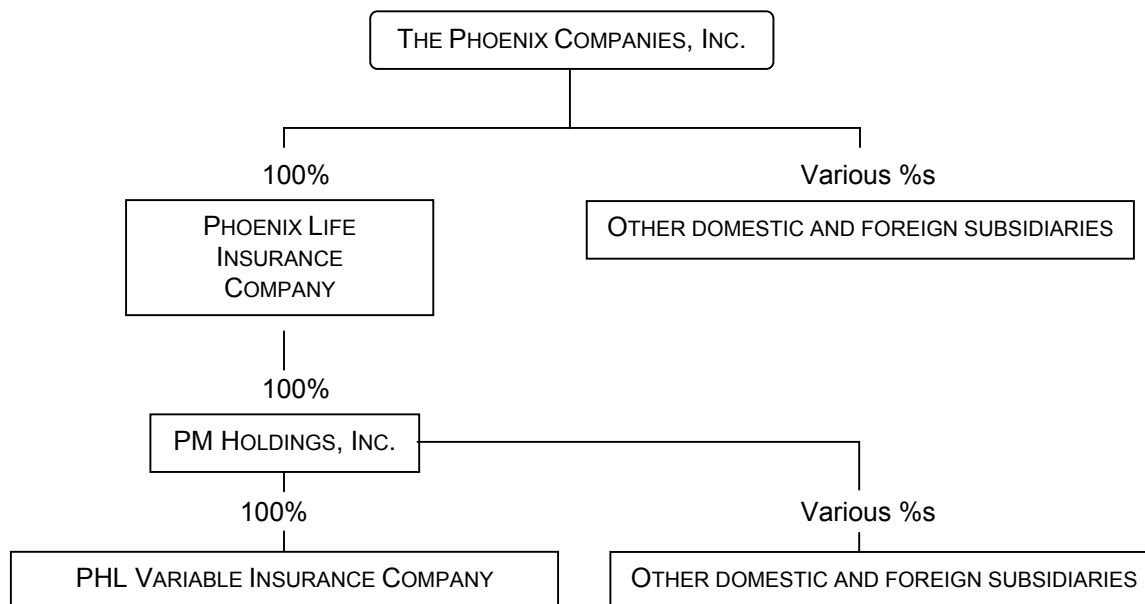 THE PHOENIX COMPANIES, INC.
100%
Various %s
PHOENIX LIFE
INSURANCE
COMPANY
OTHER DOMESTIC AND FOREIGN SUBSIDIARIES
100%
PM HOLDINGS, INC.
100%
Various %s
PHL VARIABLE INSURANCE COMPANY
OTHER DOMESTIC AND FOREIGN SUBSIDIARIES